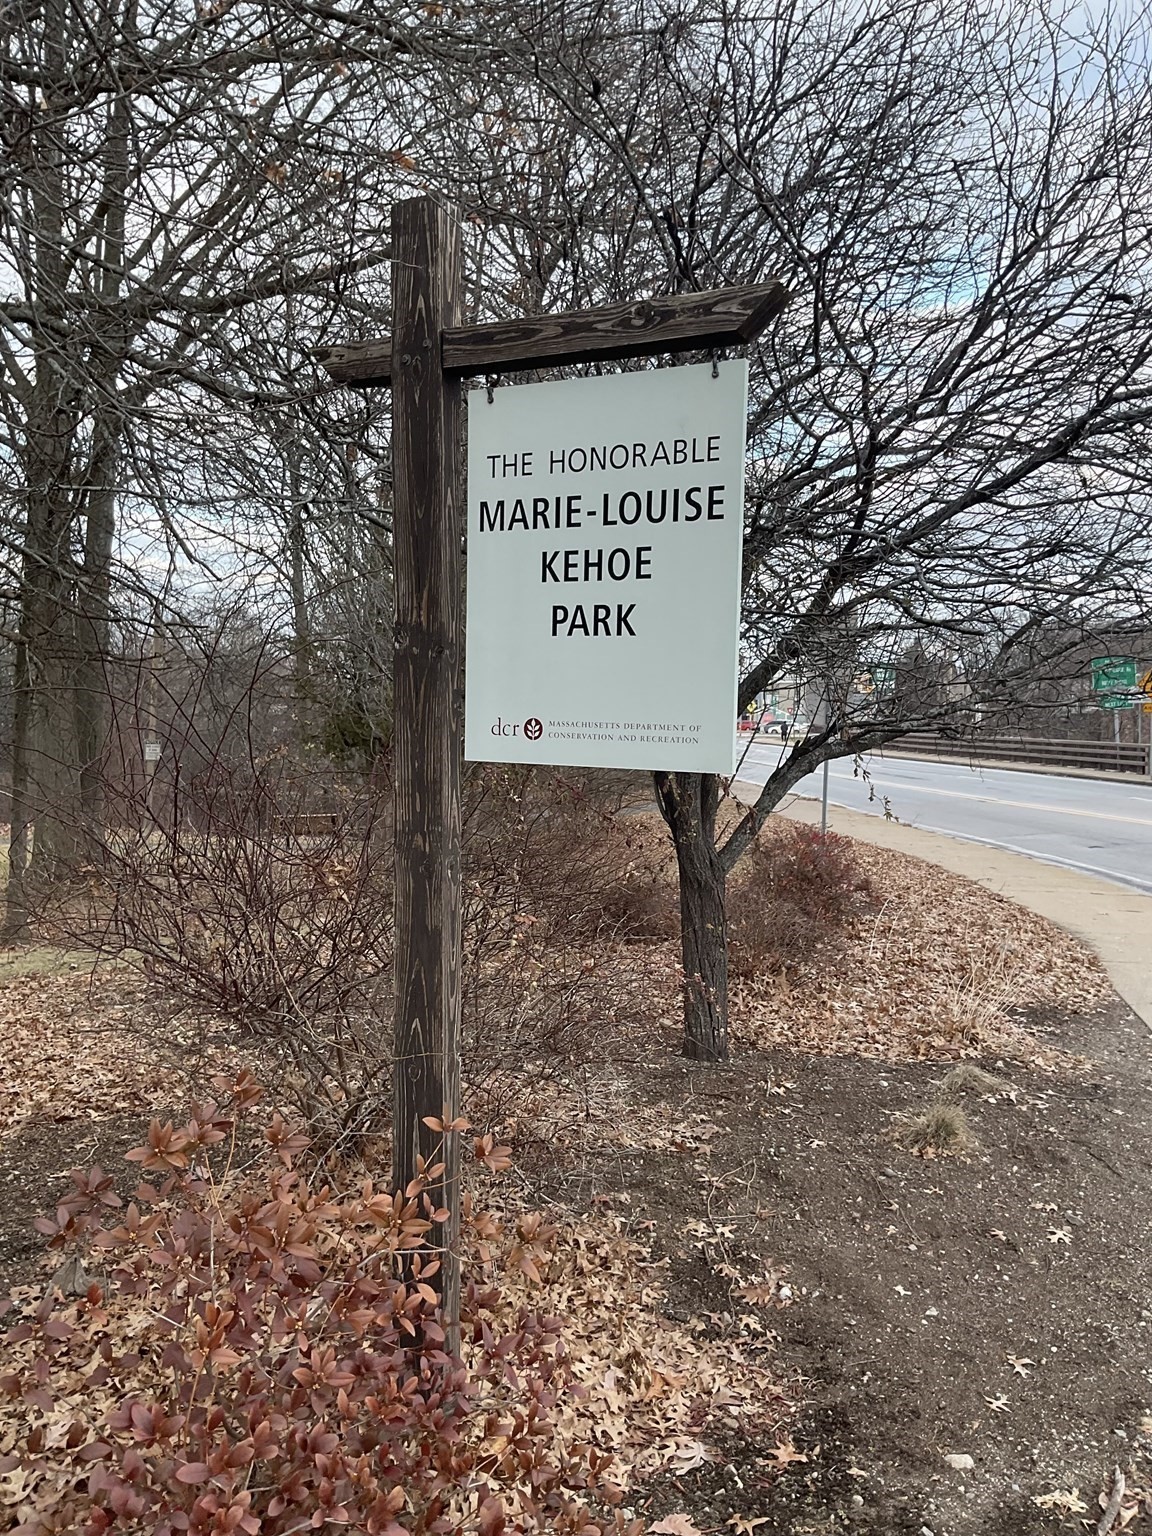 THE HONORABLE
MARIE-LOUISE
KEHOE
PARK
dcr MASSACHUSETTS DEPARTMENT OF
CONSERVATION AND RECREATION